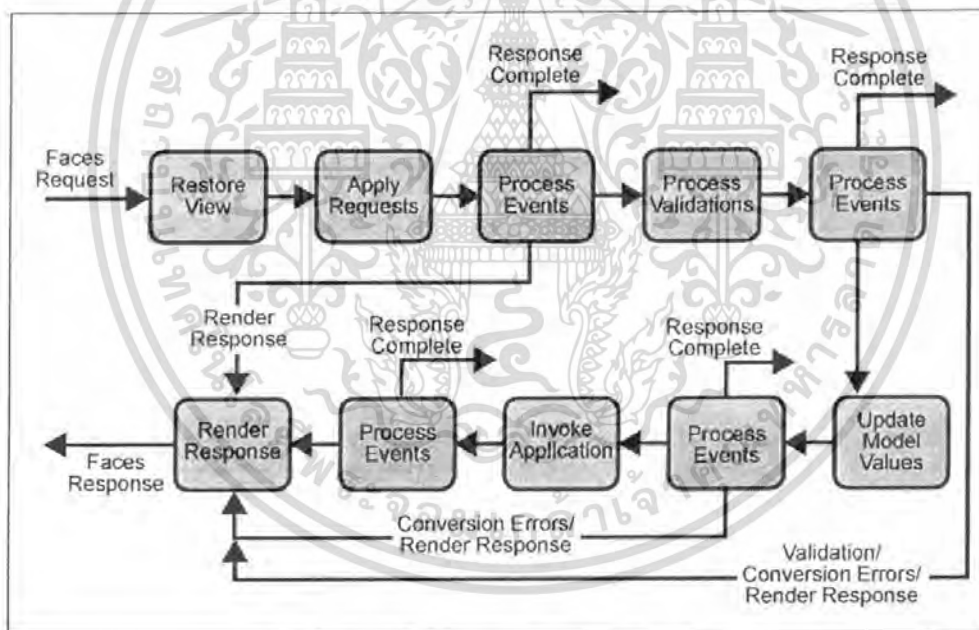 Response
Complete
Response
Complete
Faces
Request
Restore
View
Apply
Requests
Process
Events
Process
Validations
Process
Events
Render
Response
Response
Complete
Response
Complete
Render
Response
Process
Events
Invoke
Application
Process
Events
Update
Model
Values
Faces
Response
Conversion Errors/
Render Response
Validation/
Conversion Errors/
Render Response